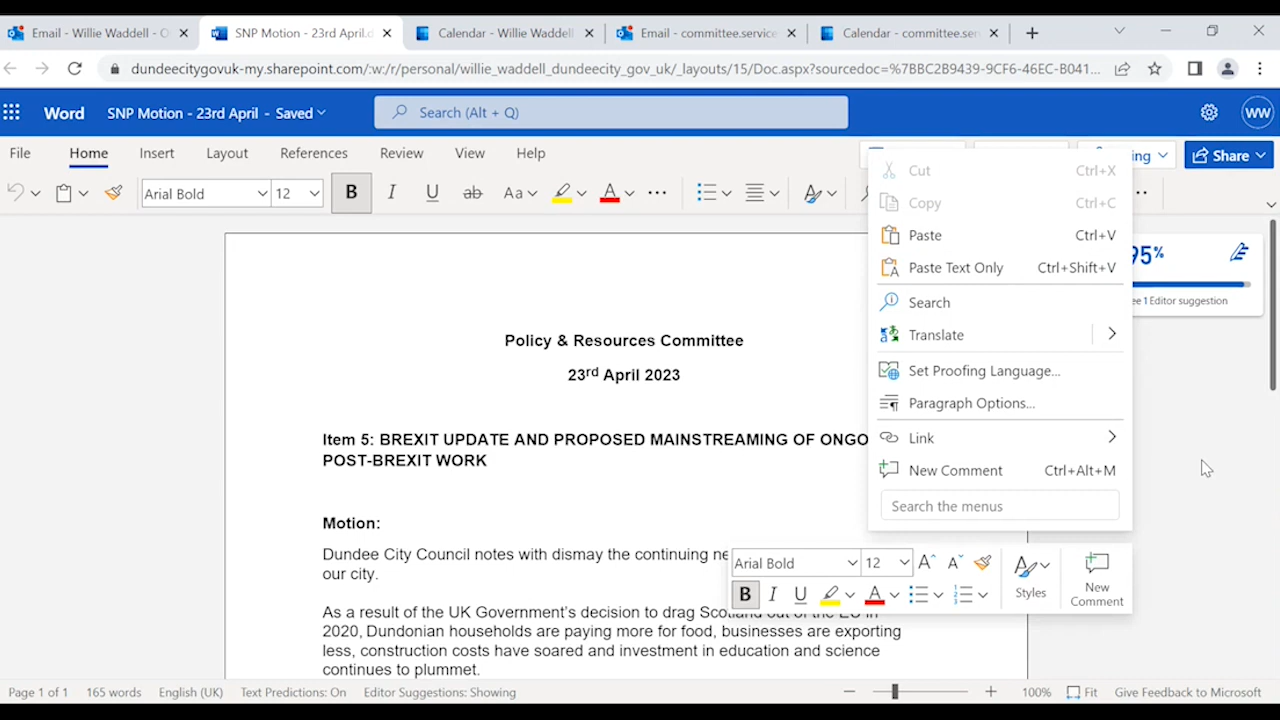 Email - Willie Waddell - O
SNP Motion - 23rd April.d
Calendar - Willie Waddell
Email - committee.service
Calendar - committee.ser
dundeecitygovuk-my.sharepoint.com/:w:/r/personal/willie_waddell_dundeecity_gov_uk/_layouts/15/Doc.aspx?sourcedoc=%7BBC2B9439-9CF6-46EC-B041...
Word SNP Motion - 23rd April - Saved
Search (Alt + Q)
WW
File Home Insert Layout References Review View Help
ing
Share
Arial Bold 12 B I U ab Aa A
Cut Ctrl+X
Copy Ctrl+C
Paste Ctrl+V
Paste Text Only Ctrl+Shift+V
Search
Translate
Set Proofing Language...
Paragraph Options...
Link
New Comment Ctrl+Alt+M
Search the menus
95%
ee 1 Editor suggestion
Policy & Resources Committee
23rd April 2023
Item 5: BREXIT UPDATE AND PROPOSED MAINSTREAMING OF ONGO
POST-BREXIT WORK
Motion:
Dundee City Council notes with dismay the continuing ne
our city.
As a result of the UK Government's decision to drag Scotland out of the EU in
2020, Dundonian households are paying more for food, businesses are exporting
less, construction costs have soared and investment in education and science
continues to plummet.
Arial Bold 12 A A
B I U A
Styles
New
Comment
Page 1 of 1 165 words English (UK) Text Predictions: On Editor Suggestions: Showing
100% Fit Give Feedback to Microsoft